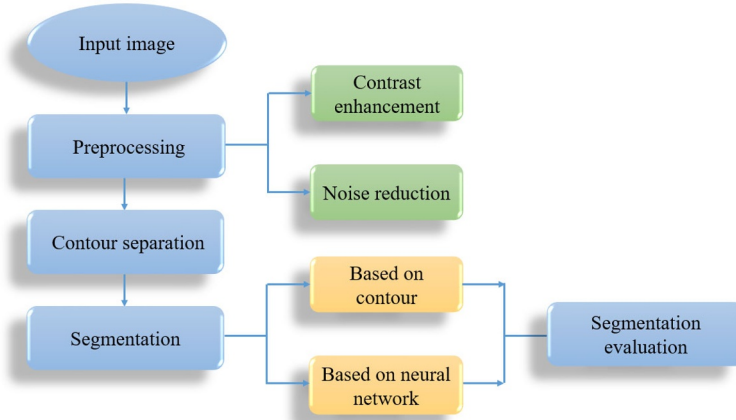 Input image
Preprocessing
Contrast
enhancement
Noise reduction
Contour separation
Segmentation
Based on
contour
Based on neural
network
Segmentation
evaluation